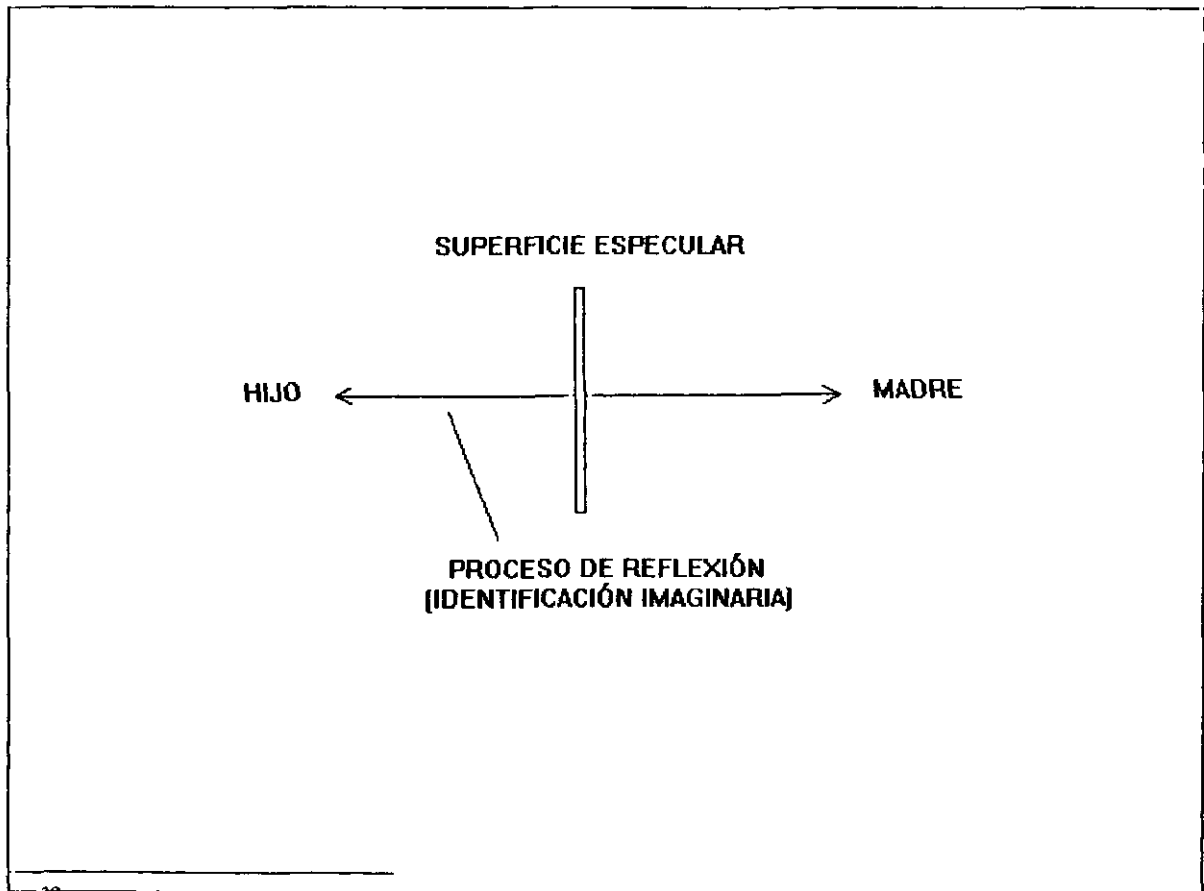 SUPERFICIE ESPECULAR
HIJO
MADRE
PROCESO DE REFLEXIÓN
(IDENTIFICACIÓN IMAGINARIA)